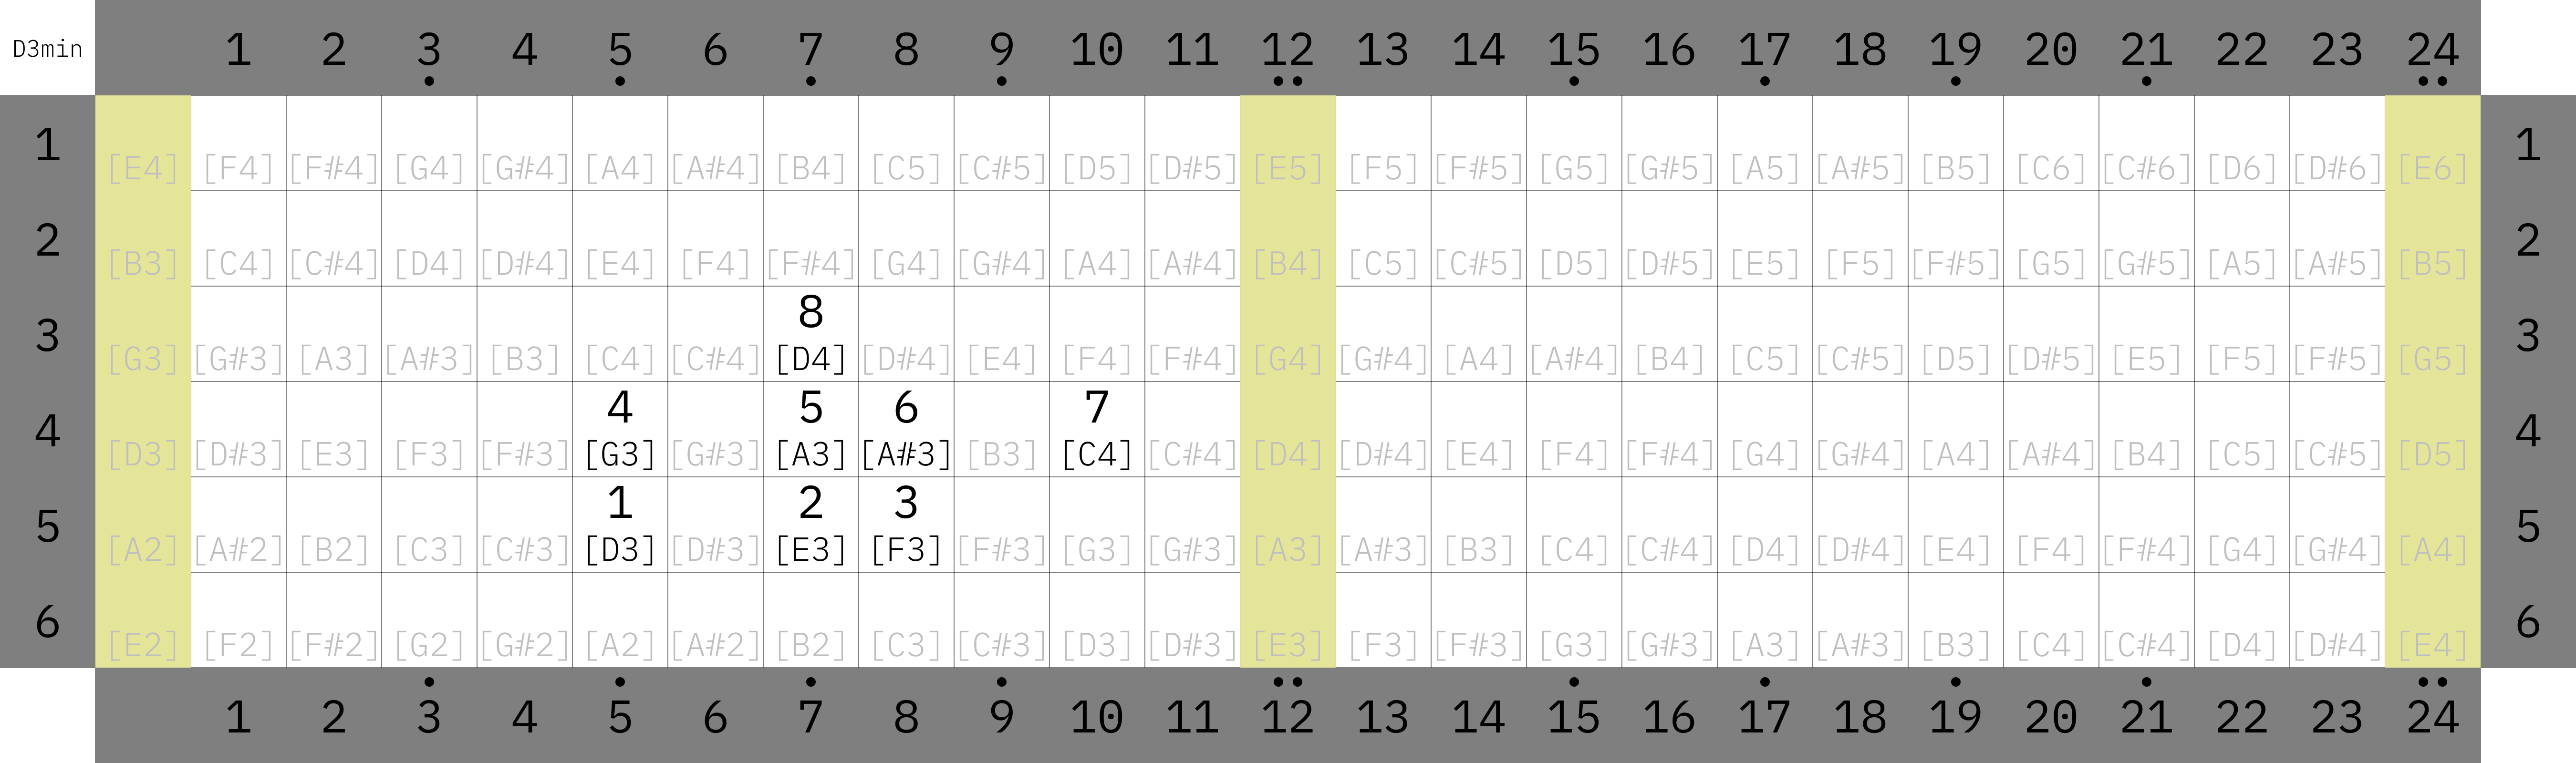 D3min 1 2 3 4 5 6 7 8 9 10 11 12 13 14 15 16 17 18 19 20 21 22 23 24
1 [E4] [F4] [F#4] [G4] [G#4] [A4] [A#4] [B4] [C5] [C#5] [D5] [D#5] [E5] [F5] [F#5] [G5] [G#5] [A5] [A#5] [B5] [C6] [C#6] [D6] [D#6] [E6] 1
2 [B3] [C4] [C#4] [D4] [D#4] [E4] [F4] [F#4] [G4] [G#4] [A4] [A#4] [B4] [C5] [C#5] [D5] [D#5] [E5] [F5] [F#5] [G5] [G#5] [A5] [A#5] [B5] 2
8
3 [G3] [G#3] [A3] [A#3] [B3] [C4] [C#4] [D4] [D#4] [E4] [F4] [F#4] [G4] [G#4] [A4] [A#4] [B4] [C5] [C#5] [D5] [D#5] [E5] [F5] [F#5] [G5] 3
4 5 6 7
4 [D3] [D#3] [E3] [F3] [F#3] [G3] [G#3] [A3] [A#3] [B3] [C4] [C#4] [D4] [D#4] [E4] [F4] [F#4] [G4] [G#4] [A4] [A#4] [B4] [C5] [C#5] [D5] 4
1 2 3
5 [A2] [A#2] [B2] [C3] [C#3] [D3] [D#3] [E3] [F3] [F#3] [G3] [G#3] [A3] [A#3] [B3] [C4] [C#4] [D4] [D#4] [E4] [F4] [F#4] [G4] [G#4] [A4] 5
6 [E2] [F2] [F#2] [G2] [G#2] [A2] [A#2] [B2] [C3] [C#3] [D3] [D#3] [E3] [F3] [F#3] [G3] [G#3] [A3] [A#3] [B3] [C4] [C#4] [D4] [D#4] [E4] 6
1 2 3 4 5 6 7 8 9 10 11 12 13 14 15 16 17 18 19 20 21 22 23 24